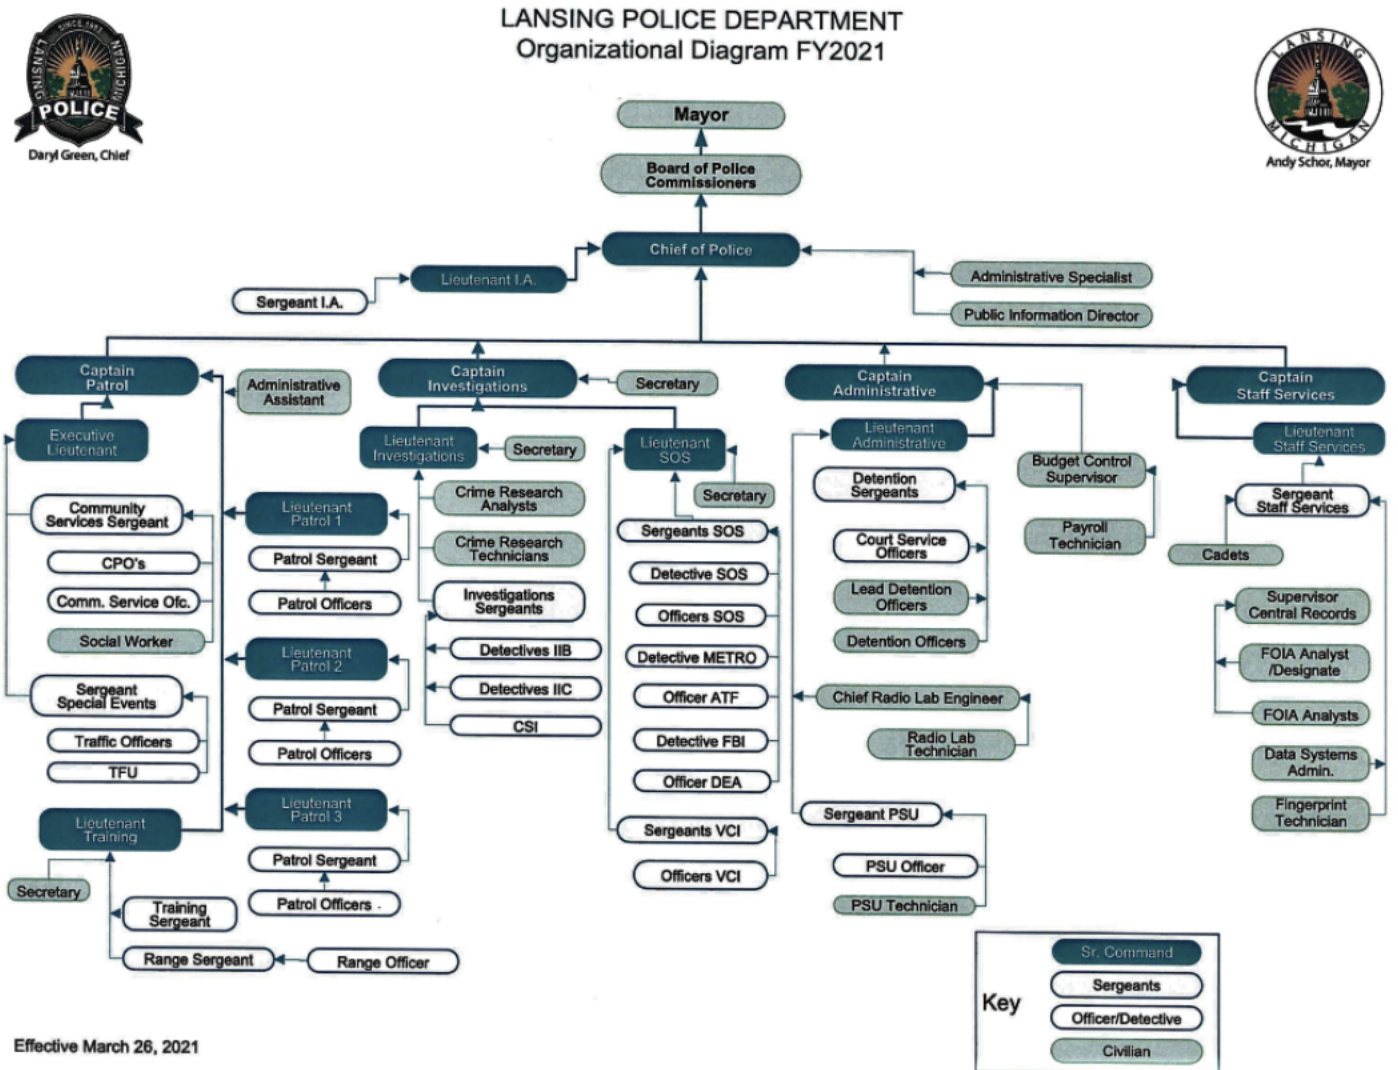 LANSING POLICE DEPARTMENT
Organizational Diagram FY2021
SINCE 1893
LANSING
MICHIGAN
POLICE
Daryl Green, Chief
LANSING
MICHIGAN
Andy Schor, Mayor
Mayor
Board of Police
Commissioners
Chief of Police
Lieutenant I.A.
Sergeant I.A.
Administrative Specialist
Public Information Director
Captain
Patrol
Administrative
Assistant
Executive
Lieutenant
Community
Services Sergeant
CPO's
Comm. Service Ofc.
Social Worker
Sergeant
Special Events
Traffic Officers
TFU
Lieutenant
Training
Secretary
Training
Sergeant
Range Sergeant
Range Officer
Lieutenant
Patrol 1
Patrol Sergeant
Patrol Officers
Lieutenant
Patrol 2
Patrol Sergeant
Patrol Officers
Lieutenant
Patrol 3
Patrol Sergeant
Patrol Officers
Captain
Investigations
Secretary
Lieutenant
Investigations
Secretary
Crime Research
Analysts
Crime Research
Technicians
Investigations
Sergeants
Detectives IIB
Detectives IIC
CSI
Lieutenant
SOS
Secretary
Sergeants SOS
Detective SOS
Officers SOS
Detective METRO
Officer ATF
Detective FBI
Officer DEA
Sergeants VCI
Officers VCI
Captain
Administrative
Lieutenant
Administrative
Detention
Sergeants
Court Service
Officers
Lead Detention
Officers
Detention Officers
Chief Radio Lab Engineer
Radio Lab
Technician
Sergeant PSU
PSU Officer
PSU Technician
Budget Control
Supervisor
Payroll
Technician
Captain
Staff Services
Lieutenant
Staff Services
Sergeant
Staff Services
Cadets
Supervisor
Central Records
FOIA Analyst
/Designate
FOIA Analysts
Data Systems
Admin.
Fingerprint
Technician
Key
Sr. Command
Sergeants
Officer/Detective
Civilian
Effective March 26, 2021